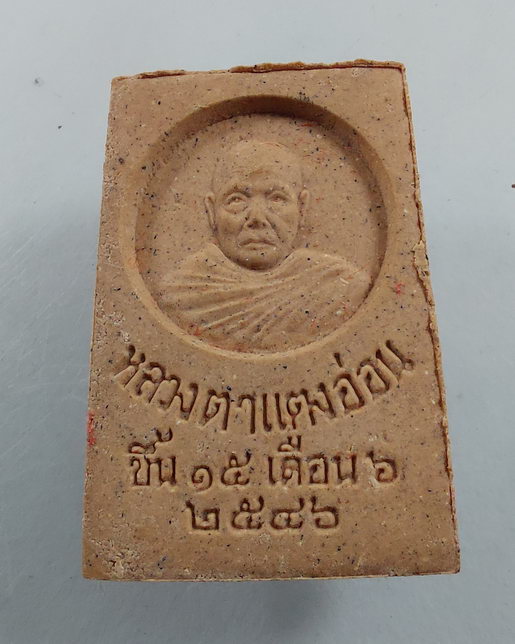 หลวงตาแตงอ่อน
ขึ้น ๑๕ เดือน ๖
๒๕๔๖